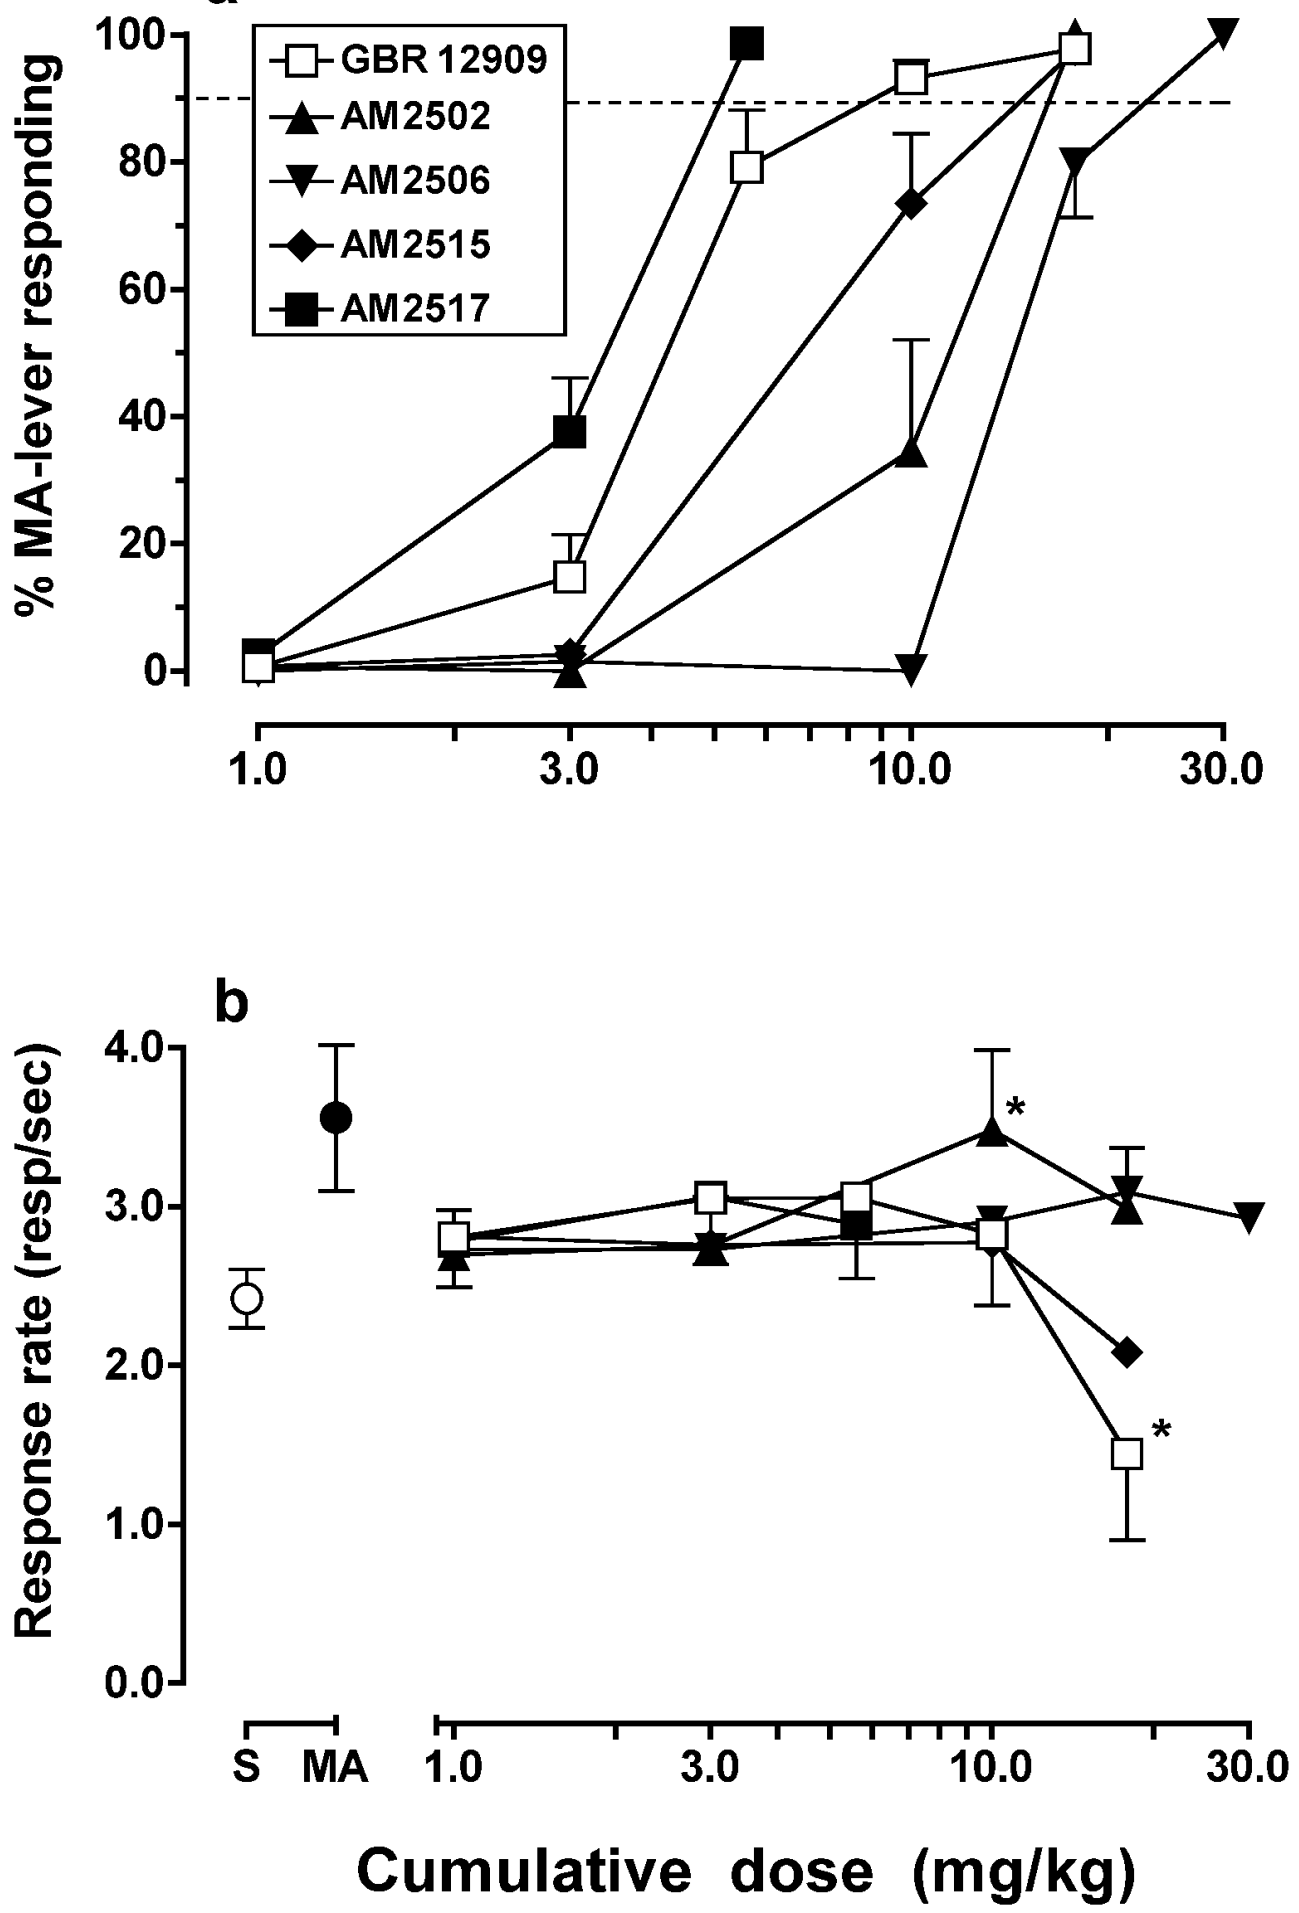 a
GBR 12909
AM2502
AM2506
AM2515
AM2517
100
80
60
40
20
0
% MA-lever responding
1.0 3.0 10.0 30.0
b
4.0
3.0
2.0
1.0
0.0
Response rate (resp/sec)
*
*
S MA 1.0 3.0 10.0 30.0
Cumulative dose (mg/kg)